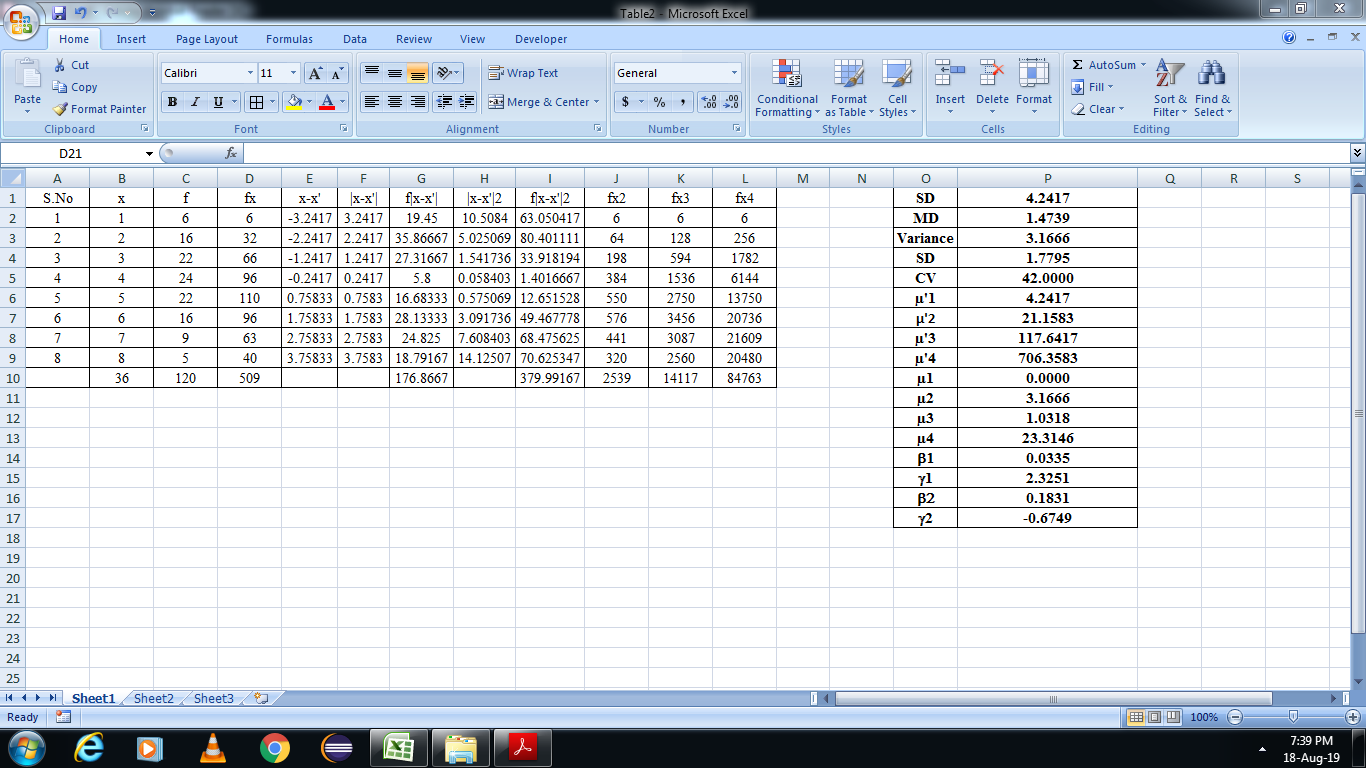 Table2 - Microsoft Excel
Home Insert Page Layout Formulas Data Review View Developer
Paste
Cut
Copy
Format Painter
Clipboard
Calibri 11
B I U
Font
Wrap Text
Merge & Center
Alignment
General
$ % ,
Number
Conditional Formatting
Format as Table
Cell Styles
Styles
Insert Delete Format
Cells
Σ AutoSum
Fill
Clear
Sort & Filter
Find & Select
Editing
D21 fx
A B C D E F G H I J K L M N O P Q R S
1 S.No x f fx x-x' |x-x'| f|x-x'| |x-x'|2 f|x-x'|2 fx2 fx3 fx4 SD 4.2417
2 1 1 6 6 -3.2417 3.2417 19.45 10.5084 63.050417 6 6 6 MD 1.4739
3 2 2 16 32 -2.2417 2.2417 35.86667 5.025069 80.401111 64 128 256 Variance 3.1666
4 3 3 22 66 -1.2417 1.2417 27.31667 1.541736 33.918194 198 594 1782 SD 1.7795
5 4 4 24 96 -0.2417 0.2417 5.8 0.058403 1.4016667 384 1536 6144 CV 42.0000
6 5 5 22 110 0.75833 0.7583 16.68333 0.575069 12.651528 550 2750 13750 μ'1 4.2417
7 6 6 16 96 1.75833 1.7583 28.13333 3.091736 49.467778 576 3456 20736 μ'2 21.1583
8 7 7 9 63 2.75833 2.7583 24.825 7.608403 68.475625 441 3087 21609 μ'3 117.6417
9 8 8 5 40 3.75833 3.7583 18.79167 14.12507 70.625347 320 2560 20480 μ'4 706.3583
10 36 120 509 176.8667 379.99167 2539 14117 84763 μ1 0.0000
11 μ2 3.1666
12 μ3 1.0318
13 μ4 23.3146
14 β1 0.0335
15 γ1 2.3251
16 β2 0.1831
17 γ2 -0.6749
18
19
20
21
22
23
24
25
Sheet1 Sheet2 Sheet3
Ready 100%
7:39 PM
18-Aug-19